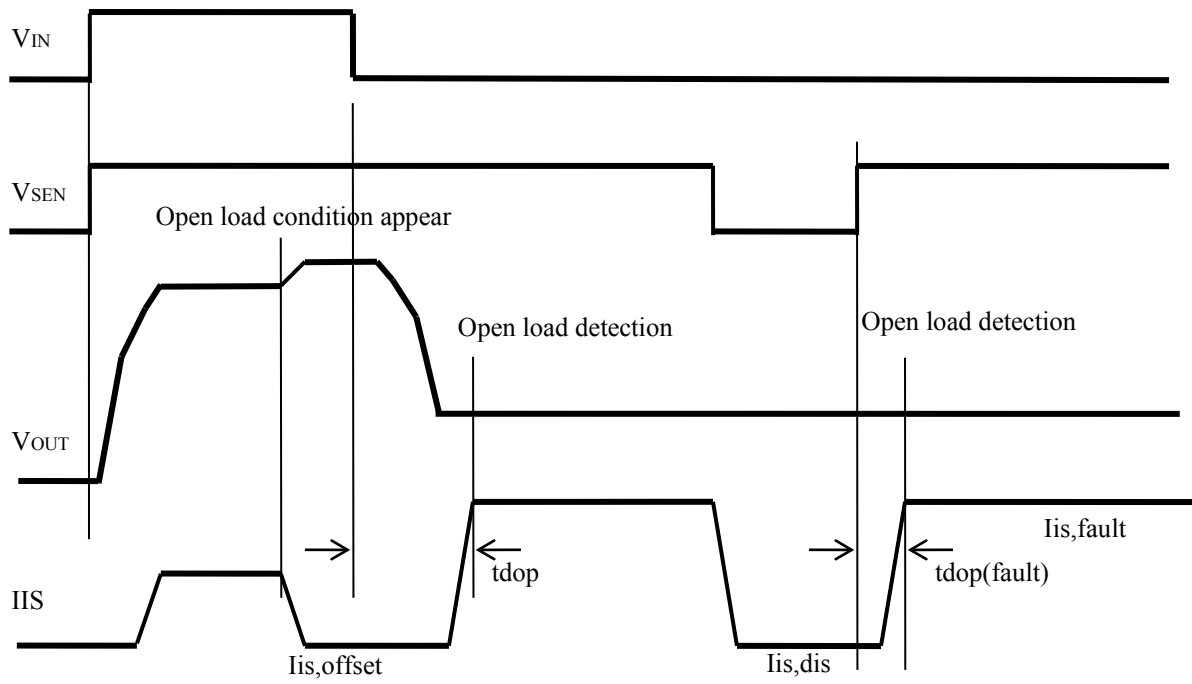 VIN
VSEN
Open load condition appear
Open load detection
Open load detection
VOUT
Iis,fault
tdop
tdop(fault)
IIS
Iis,offset
Iis,dis